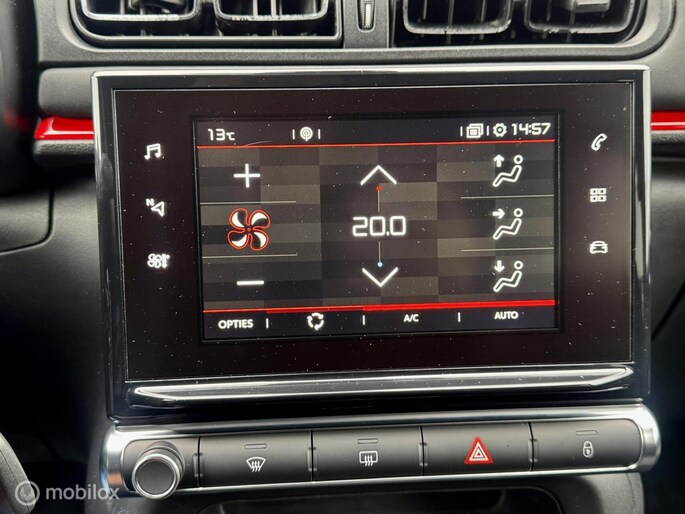 13°C 14:57
N
20.0
OPTIES A/C AUTO
mobilox